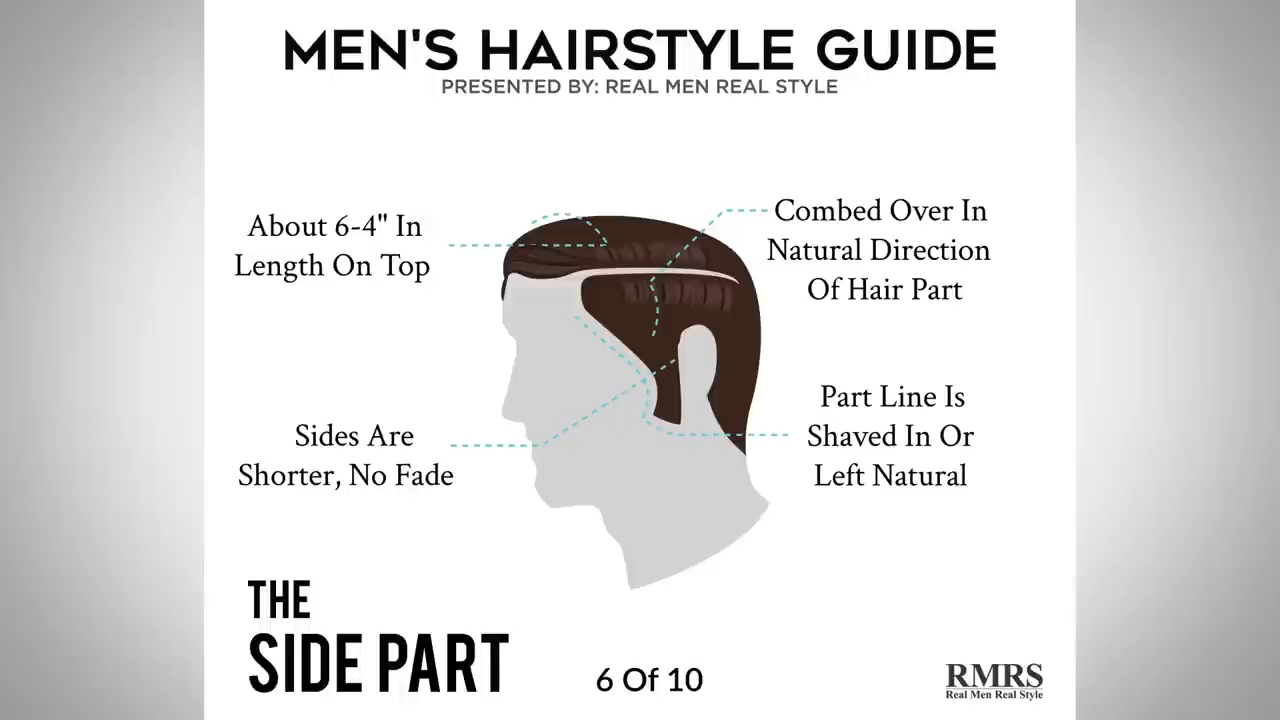 MEN'S HAIRSTYLE GUIDE
PRESENTED BY: REAL MEN REAL STYLE
About 6-4" In
Length On Top
Combed Over In
Natural Direction
Of Hair Part
Sides Are
Shorter, No Fade
Part Line Is
Shaved In Or
Left Natural
THE
SIDE PART
6 Of 10
RMRS
Real Men Real Style